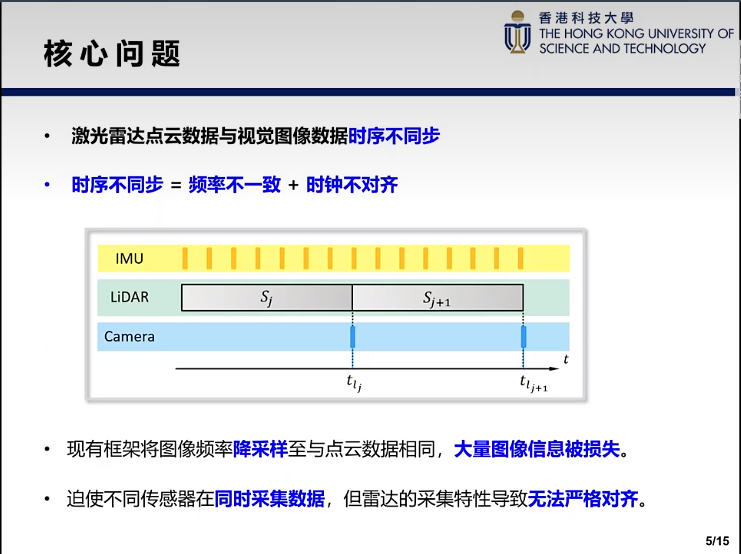 香港科技大學
THE HONG KONG UNIVERSITY OF
SCIENCE AND TECHNOLOGY
核心问题
• 激光雷达点云数据与视觉图像数据时序不同步
• 时序不同步 = 频率不一致 + 时钟不对齐
IMU
LiDAR
S_j
S_{j+1}
Camera
t
t_{l_j}
t_{l_{j+1}}
• 现有框架将图像频率降采样至与点云数据相同，大量图像信息被损失。
• 迫使不同传感器在同时采集数据，但雷达的采集特性导致无法严格对齐。
5/15